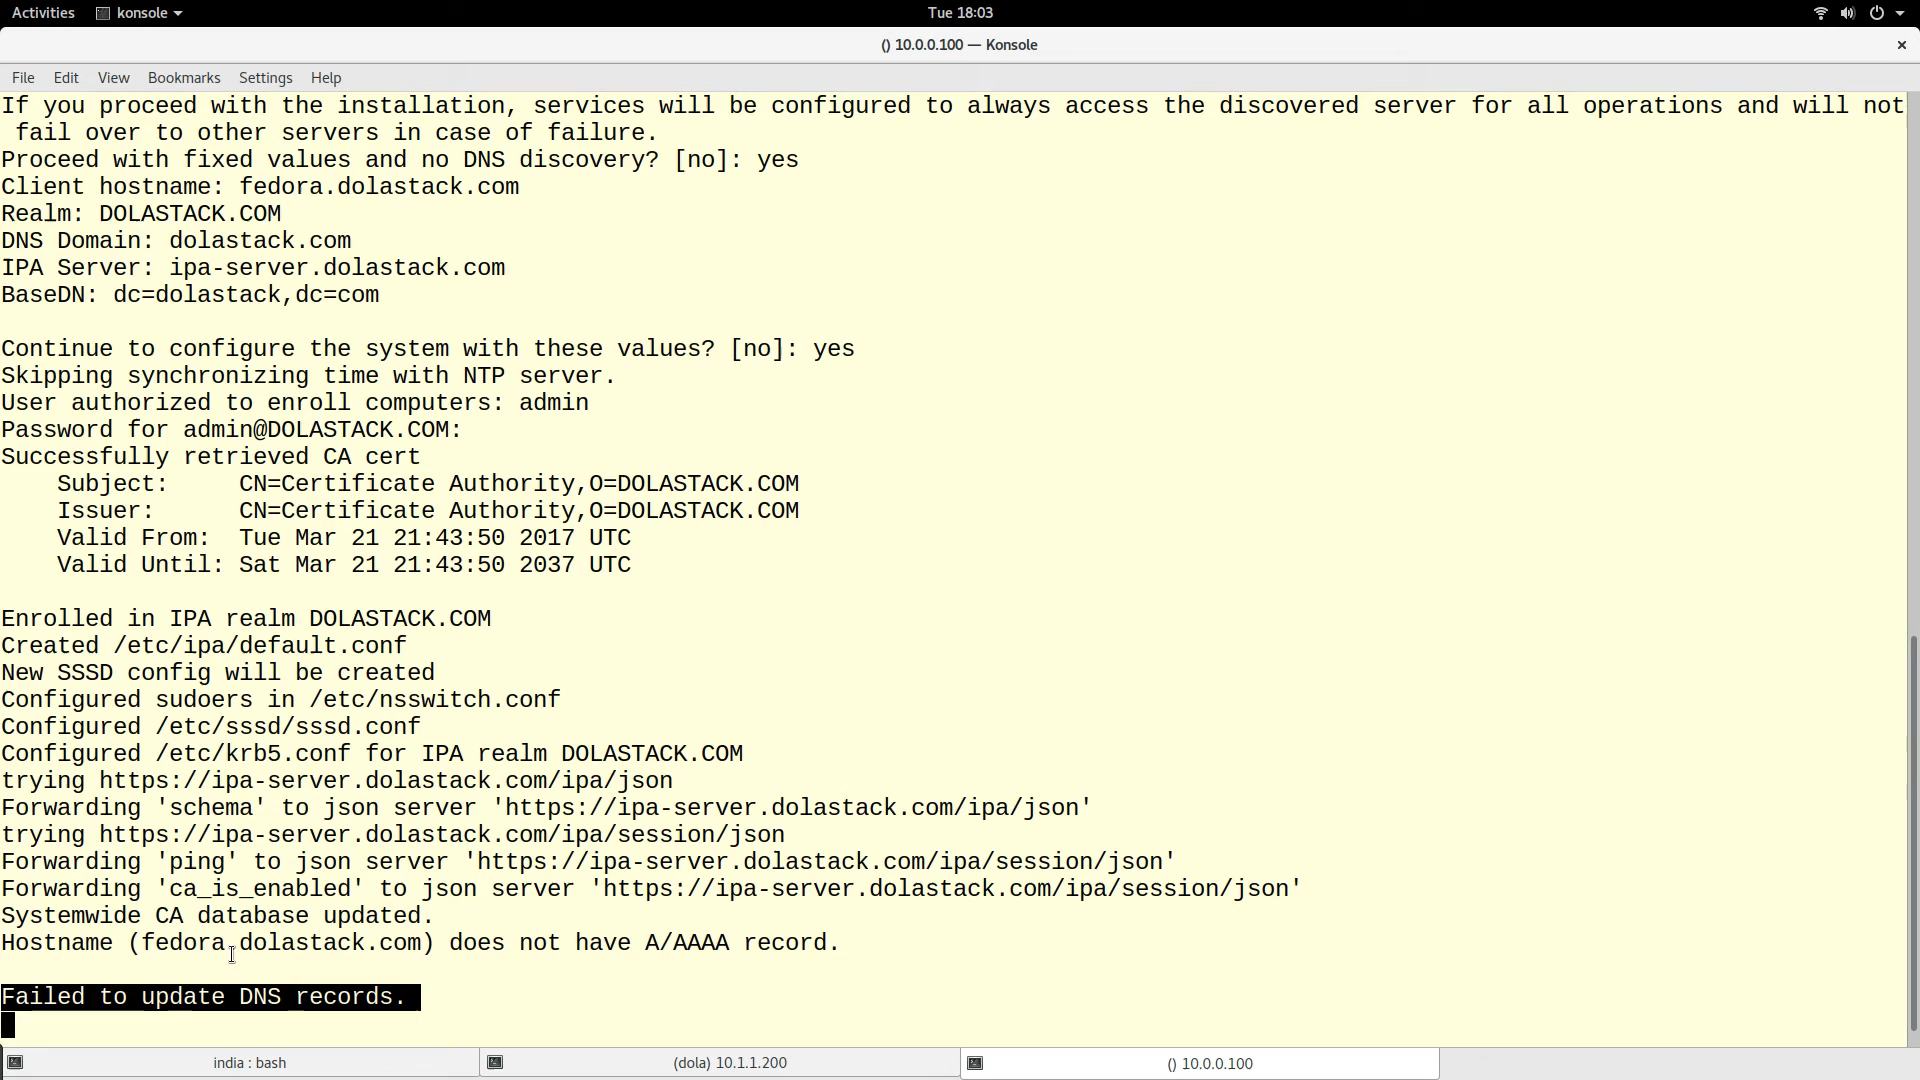 Activities konsole Tue 18:03
() 10.0.0.100 — Konsole
File Edit View Bookmarks Settings Help
If you proceed with the installation, services will be configured to always access the discovered server for all operations and will not
fail over to other servers in case of failure.
Proceed with fixed values and no DNS discovery? [no]: yes
Client hostname: fedora.dolastack.com
Realm: DOLASTACK.COM
DNS Domain: dolastack.com
IPA Server: ipa-server.dolastack.com
BaseDN: dc=dolastack,dc=com
Continue to configure the system with these values? [no]: yes
Skipping synchronizing time with NTP server.
User authorized to enroll computers: admin
Password for admin@DOLASTACK.COM:
Successfully retrieved CA cert
Subject: CN=Certificate Authority,O=DOLASTACK.COM
Issuer: CN=Certificate Authority,O=DOLASTACK.COM
Valid From: Tue Mar 21 21:43:50 2017 UTC
Valid Until: Sat Mar 21 21:43:50 2037 UTC
Enrolled in IPA realm DOLASTACK.COM
Created /etc/ipa/default.conf
New SSSD config will be created
Configured sudoers in /etc/nsswitch.conf
Configured /etc/sssd/sssd.conf
Configured /etc/krb5.conf for IPA realm DOLASTACK.COM
trying https://ipa-server.dolastack.com/ipa/json
Forwarding 'schema' to json server 'https://ipa-server.dolastack.com/ipa/json'
trying https://ipa-server.dolastack.com/ipa/session/json
Forwarding 'ping' to json server 'https://ipa-server.dolastack.com/ipa/session/json'
Forwarding 'ca_is_enabled' to json server 'https://ipa-server.dolastack.com/ipa/session/json'
Systemwide CA database updated.
Hostname (fedora.dolastack.com) does not have A/AAAA record.
Failed to update DNS records.
india : bash (dola) 10.1.1.200 () 10.0.0.100